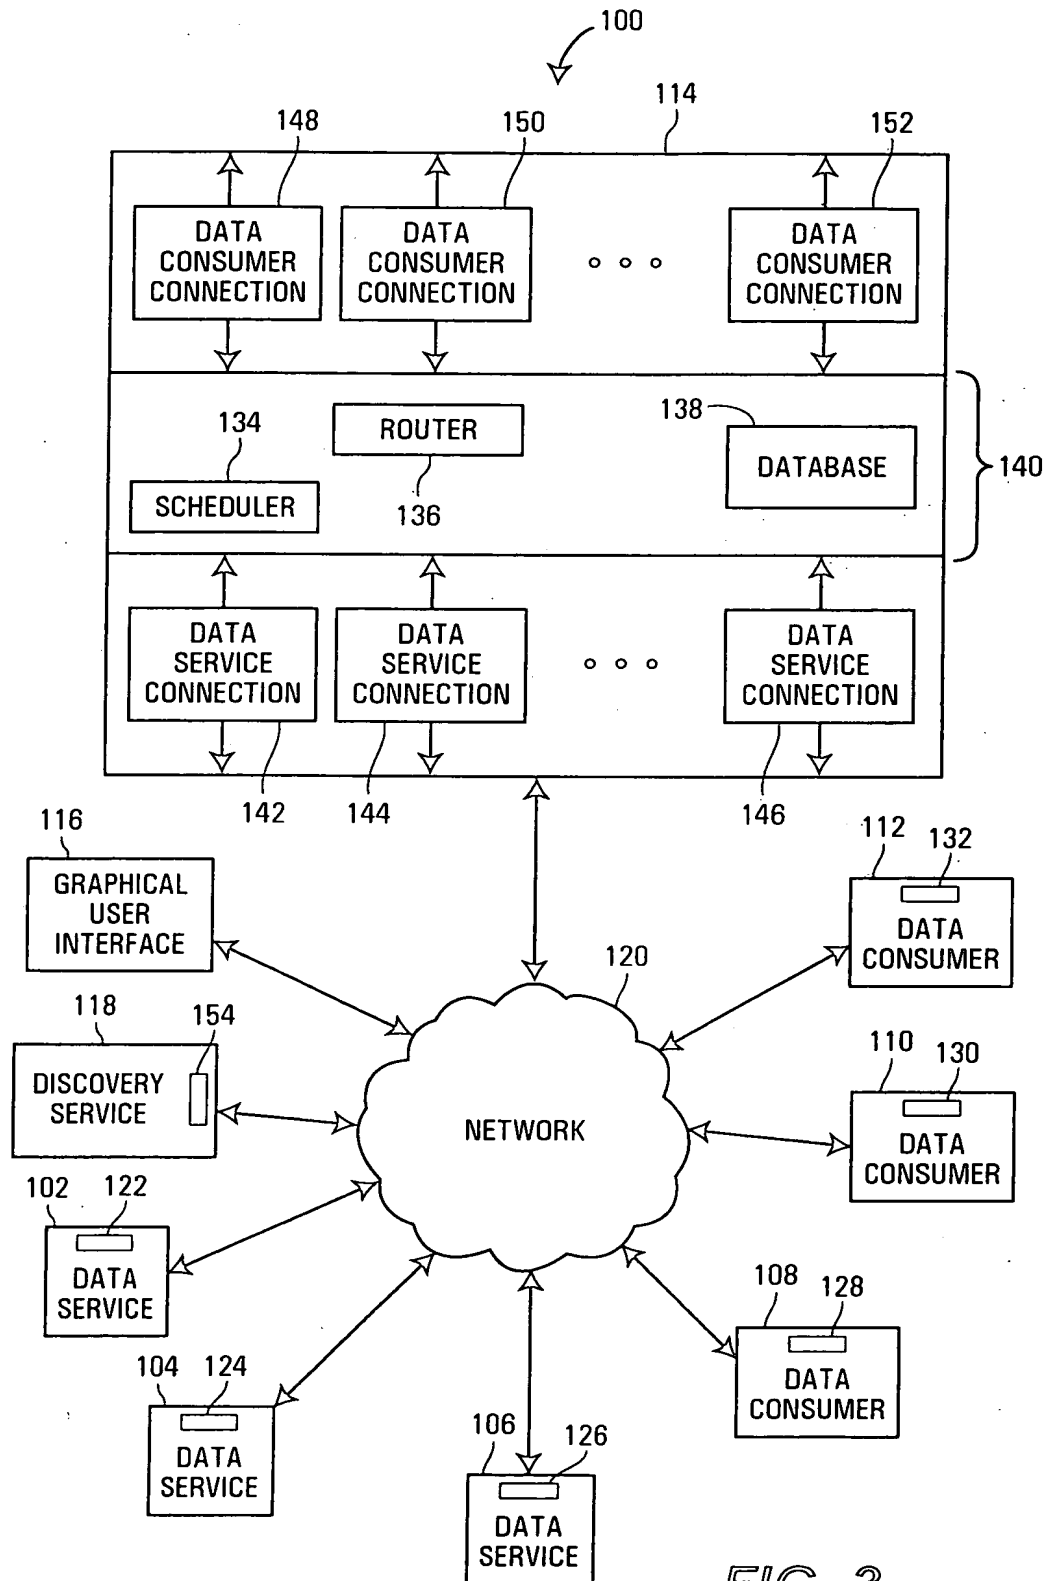 100
114
148
150
152
DATA
CONSUMER
CONNECTION
DATA
CONSUMER
CONNECTION
DATA
CONSUMER
CONNECTION
134
ROUTER
138
DATABASE
140
SCHEDULER
136
DATA
SERVICE
CONNECTION
DATA
SERVICE
CONNECTION
DATA
SERVICE
CONNECTION
142
144
146
116
GRAPHICAL
USER
INTERFACE
112
132
DATA
CONSUMER
120
118
154
DISCOVERY
SERVICE
110
130
DATA
CONSUMER
NETWORK
102
122
DATA
SERVICE
108
128
DATA
CONSUMER
104
124
DATA
SERVICE
106
126
DATA
SERVICE